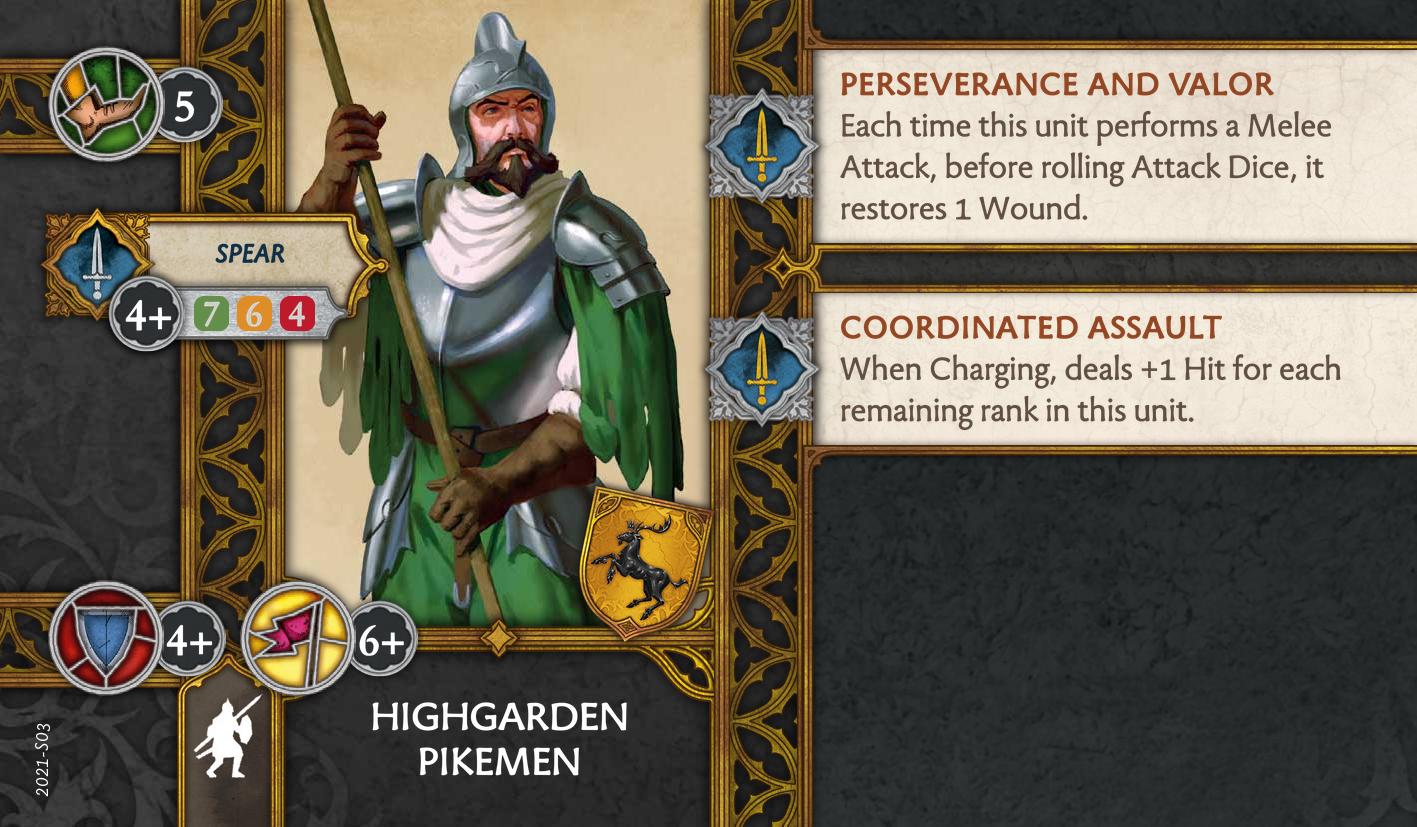 5
SPEAR
4+ 7 6 4
4+ 6+
HIGHGARDEN
PIKEMEN
2021-S03
PERSEVERANCE AND VALOR
Each time this unit performs a Melee
Attack, before rolling Attack Dice, it
restores 1 Wound.
COORDINATED ASSAULT
When Charging, deals +1 Hit for each
remaining rank in this unit.